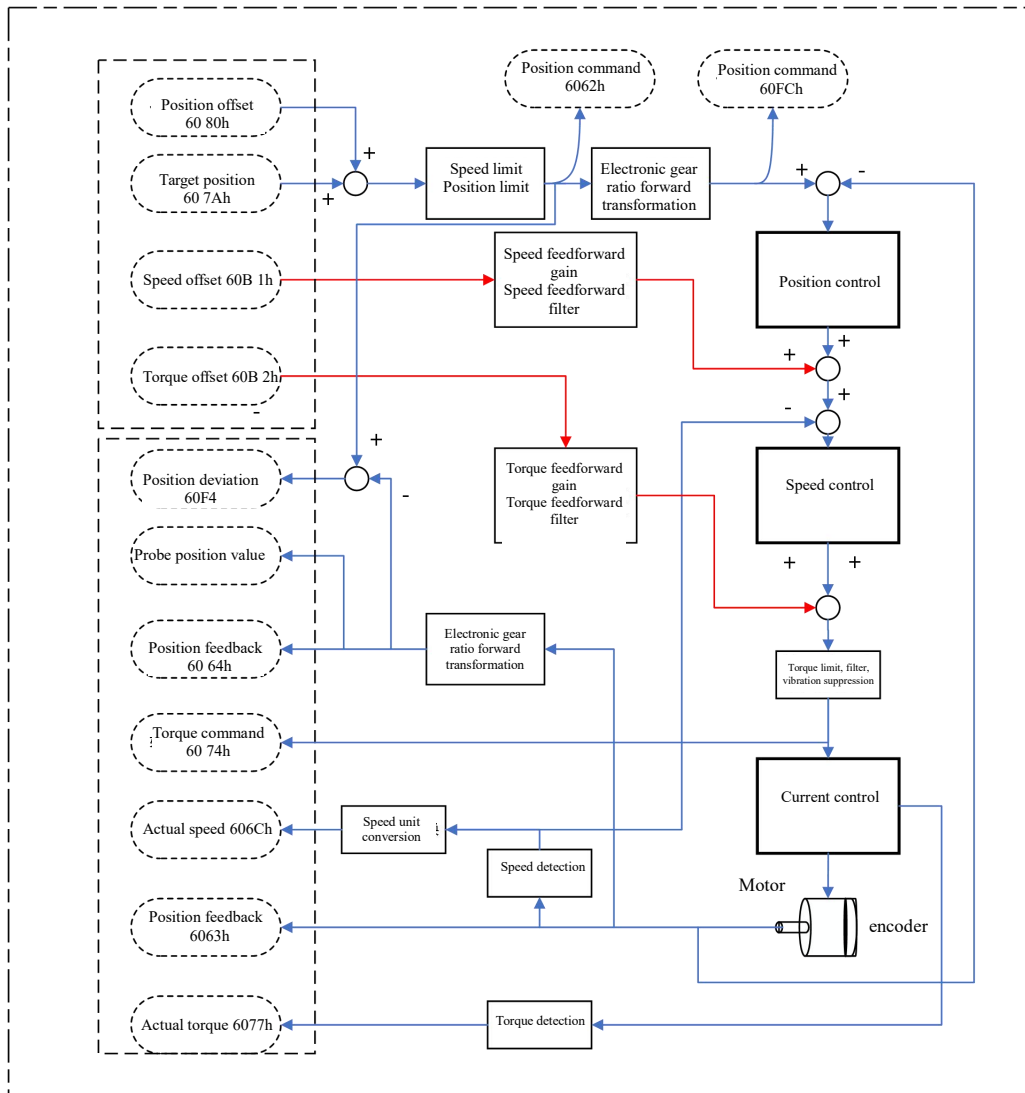 Position command
6062h
Position command
60FCh
Position offset
60 80h
+
Target position
60 7Ah
+
Speed limit
Position limit
Electronic gear
ratio forward
transformation
+
-
Speed offset 60B 1h
Speed feedforward
gain
Speed feedforward
filter
Position control
+
+
Torque offset 60B 2h
-
+
-
+
Position deviation
60F4
-
Torque feedforward
gain
Torque feedforward
filter
Speed control
Probe position value
+
+
Position feedback
60 64h
Electronic gear
ratio forward
transformation
Torque limit, filter,
vibration suppression
Torque command
60 74h
Current control
Actual speed 606Ch
Speed unit
conversion
Speed detection
Motor
encoder
Position feedback
6063h
Actual torque 6077h
Torque detection